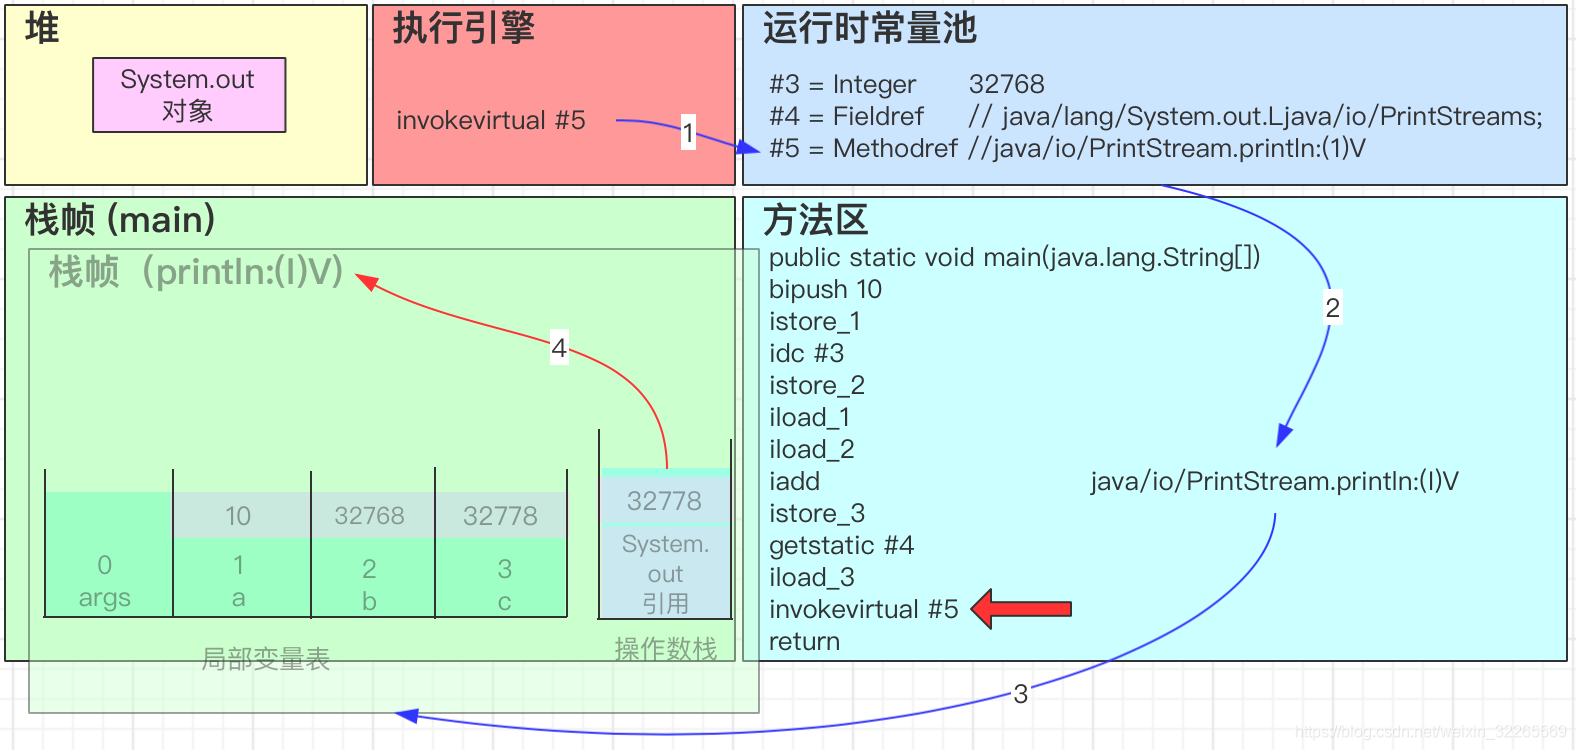 堆
System.out
对象
执行引擎
invokevirtual #5
1
运行时常量池
#3 = Integer 32768
#4 = Fieldref // java/lang/System.out.Ljava/io/PrintStreams;
#5 = Methodref //java/io/PrintStream.println:(1)V
栈帧 (main)
栈帧 (println:(I)V)
4
10
32768
32778
0
args
1
a
2
b
3
c
局部变量表
32778
System.
out
引用
操作数栈
方法区
public static void main(java.lang.String[])
bipush 10
istore_1
idc #3
istore_2
iload_1
iload_2
iadd
istore_3
getstatic #4
iload_3
invokevirtual #5
return
2
java/io/PrintStream.println:(I)V
3
https://blog.csdn.net/weixin_32265569